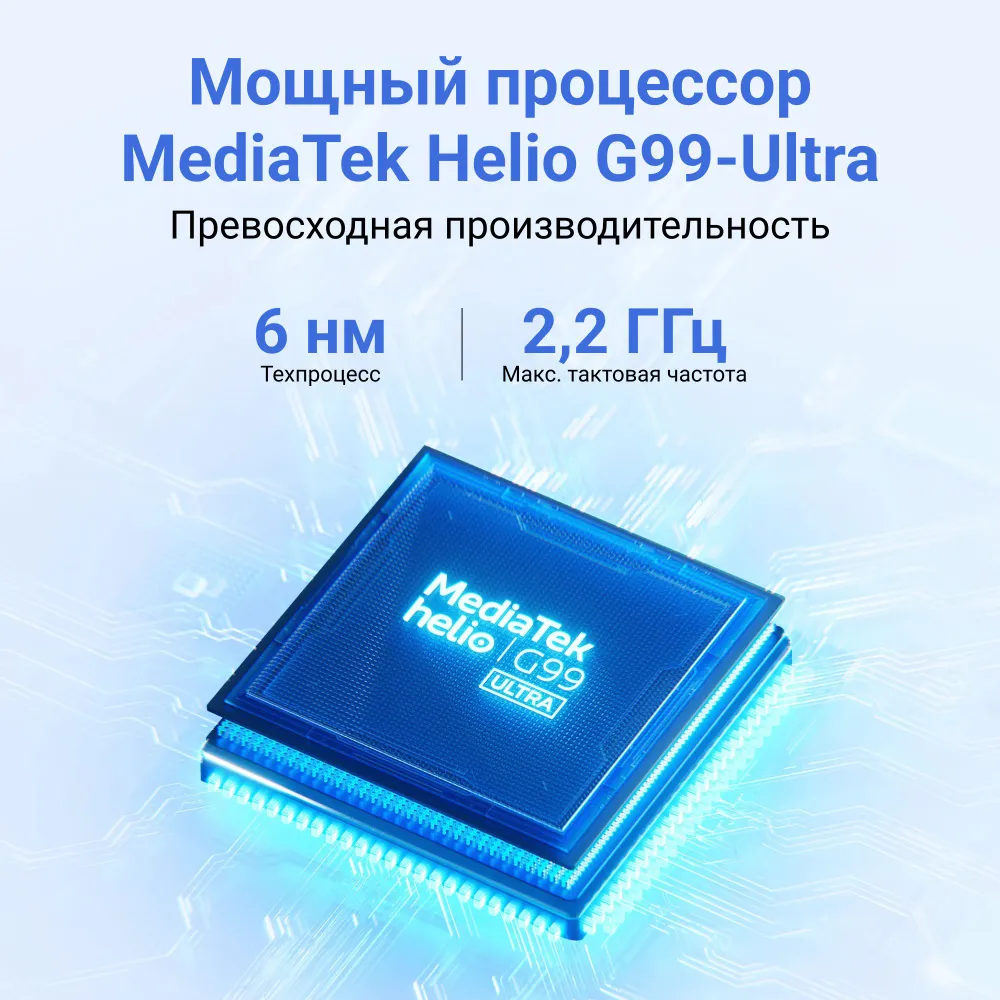 Мощный процессор
MediaTek Helio G99-Ultra
Превосходная производительность
6 нм
Техпроцесс
2,2 ГГц
Макс. тактовая частота
MediaTek
helio
G99
ULTRA